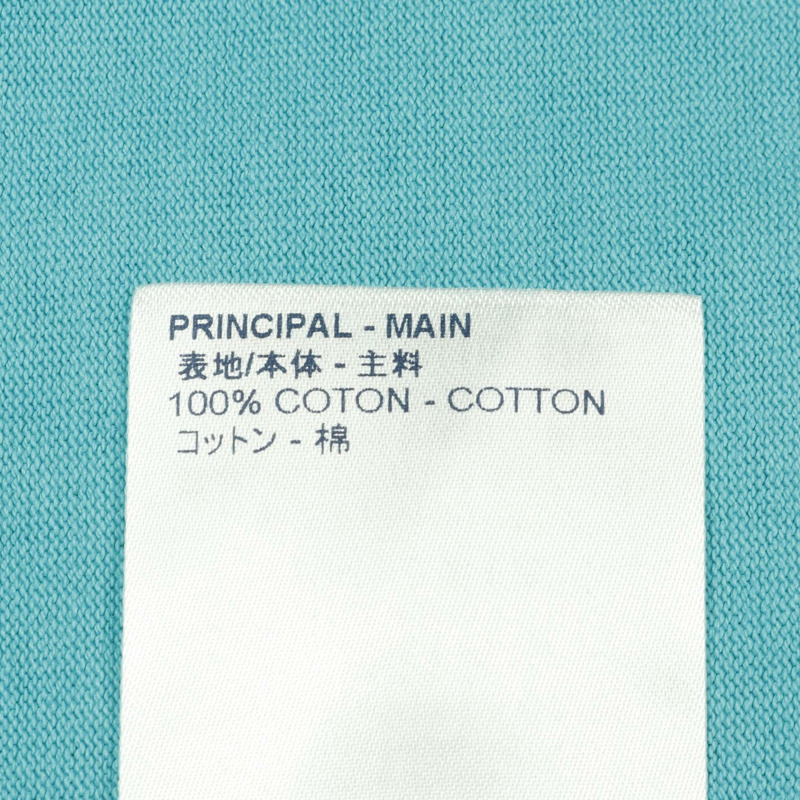 PRINCIPAL - MAIN
表地/本体 - 主料
100% COTON - COTTON
コットン - 棉